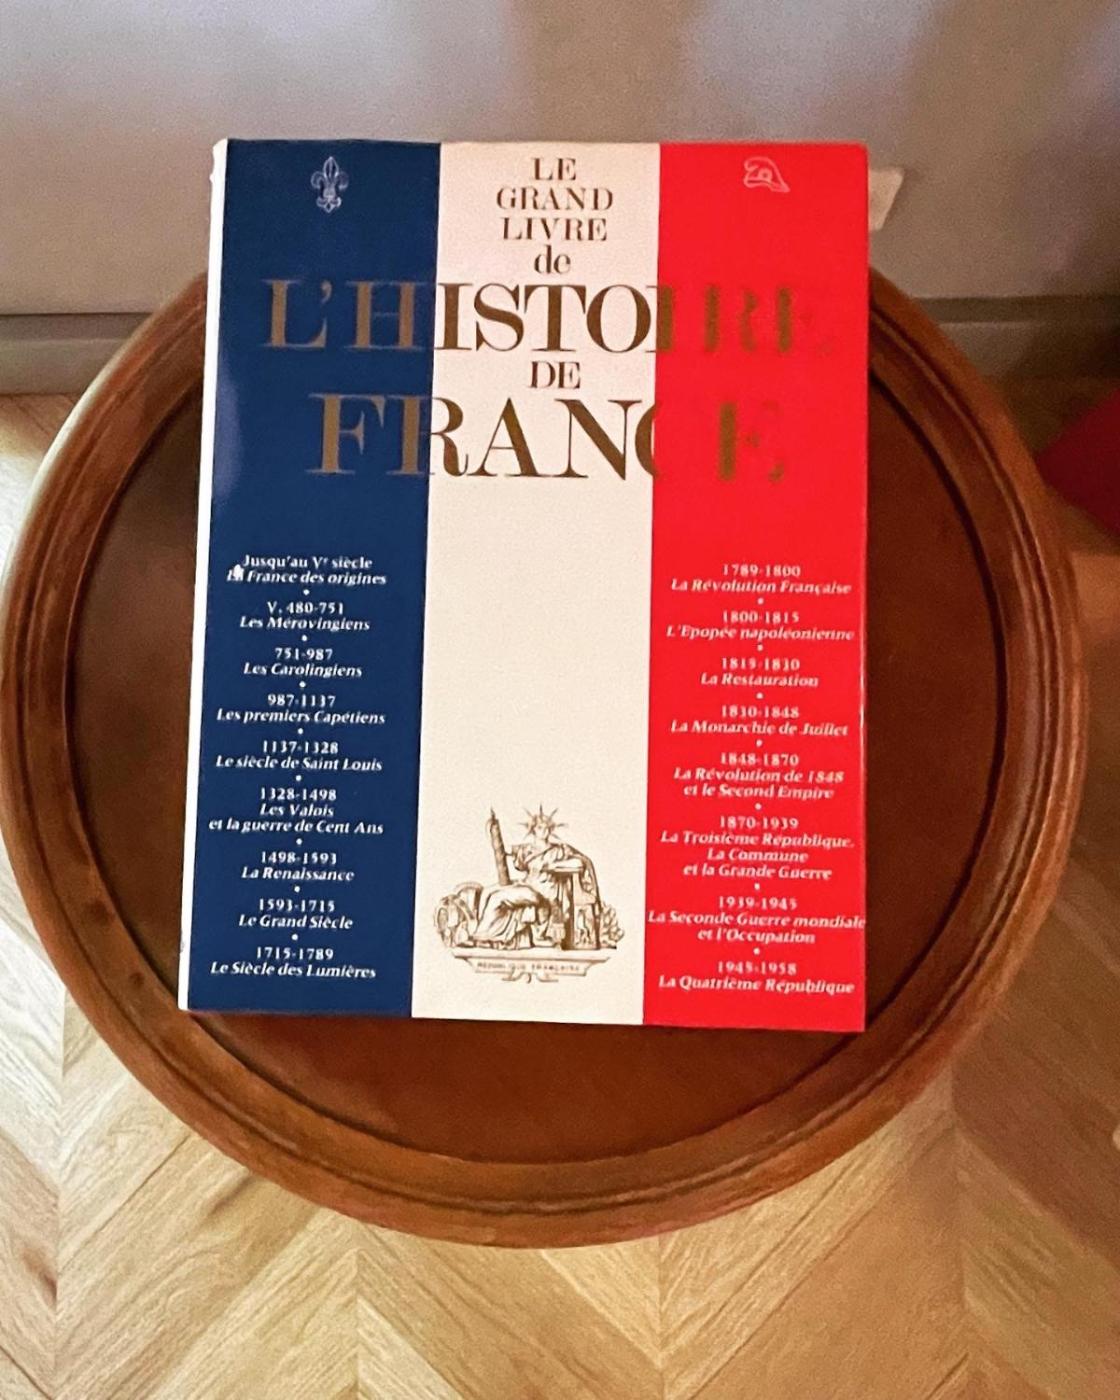 LE
GRAND
LIVRE
de
L'HISTOIRE
DE
FRANCE
Jusqu'au Ve siècle
La France des origines
V. 480-751
Les Mérovingiens
751-987
Les Carolingiens
987-1137
Les premiers Capétiens
1137-1328
Le siècle de Saint Louis
1328-1498
Les Valois
et la guerre de Cent Ans
1498-1593
La Renaissance
1593-1715
Le Grand Siècle
1715-1789
Le Siècle des Lumières
1789-1800
La Révolution Française
1800-1815
L'Epopée napoléonienne
1815-1830
La Restauration
1830-1848
La Monarchie de Juillet
1848-1870
La Révolution de 1848
et le Second Empire
1870-1939
La Troisième République,
La Commune
et la Grande Guerre
1939-1945
La Seconde Guerre mondiale
et l'Occupation
1945-1958
La Quatrième République
REPUBLIQUE FRANÇAISE